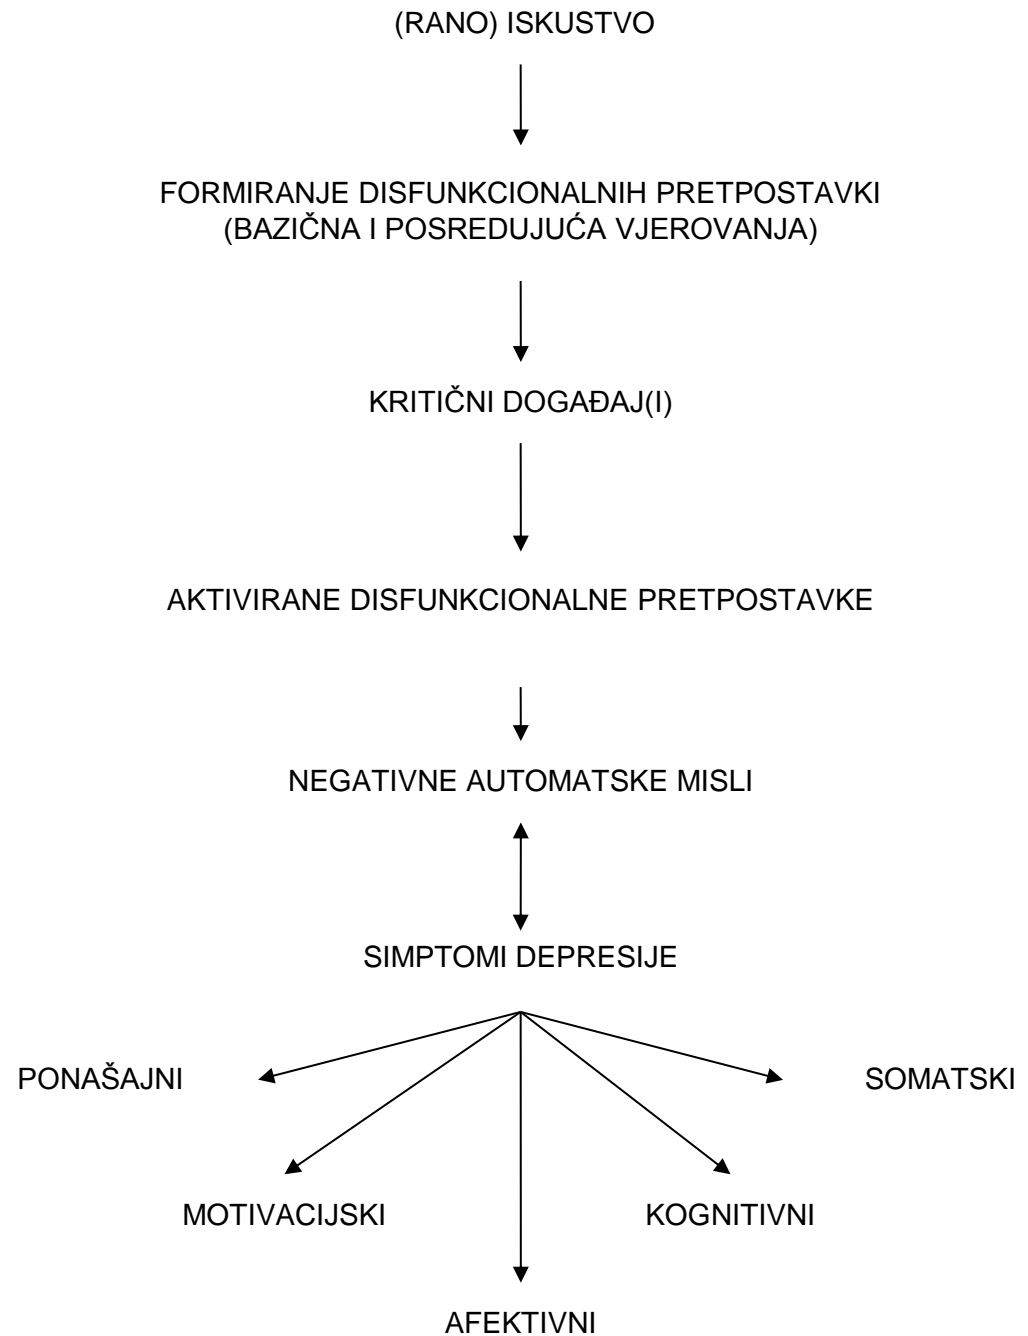 (RANO) ISKUSTVO
FORMIRANJE DISFUNKCIONALNIH PRETPOSTAVKI
(BAZIČNA I POSREDUJUĆA VJEROVANJA)
KRITIČNI DOGAĐAJ(I)
AKTIVIRANE DISFUNKCIONALNE PRETPOSTAVKE
NEGATIVNE AUTOMATSKE MISLI
SIMPTOMI DEPRESIJE
PONAŠAJNI
SOMATSKI
MOTIVACIJSKI
KOGNITIVNI
AFEKTIVNI